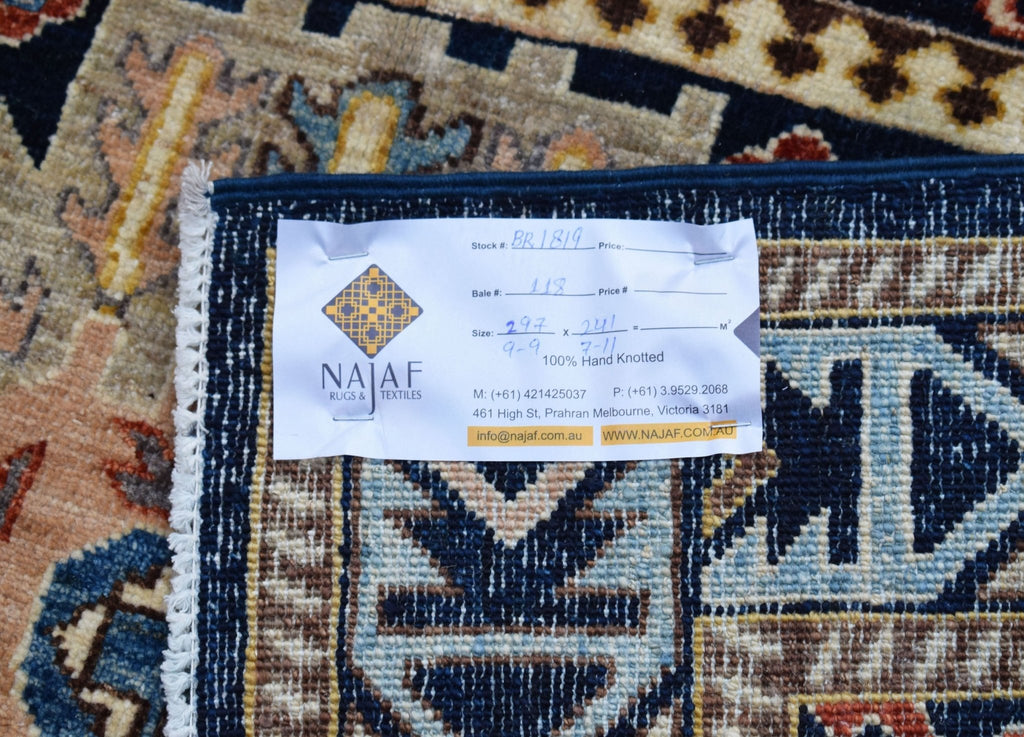 Stock #: BR1819 Price:
Bale #: 118 Price #
Size: 297 x 241 = M²
9-9 7-11
100% Hand Knotted
NAJAF
RUGS & TEXTILES
M: (+61) 421425037 P: (+61) 3.9529.2068
461 High St, Prahran Melbourne, Victoria 3181
info@najaf.com.au WWW.NAJAF.COM.AU